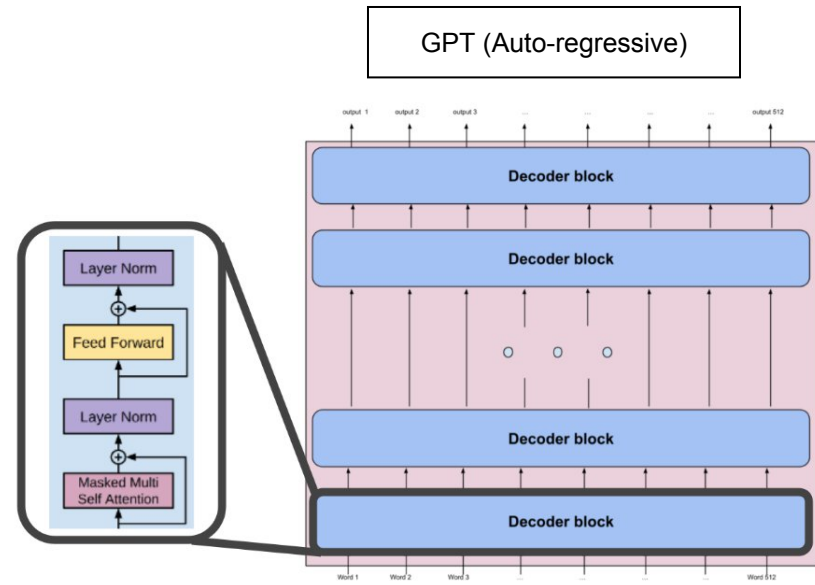 GPT (Auto-regressive)
output 1 output 2 output 3 ... ... ... ... output 512
Decoder block
Decoder block
Layer Norm
Feed Forward
Layer Norm
Masked Multi
Self Attention
Decoder block
Decoder block
Word 1 Word 2 Word 3 ... ... ... ... Word 512